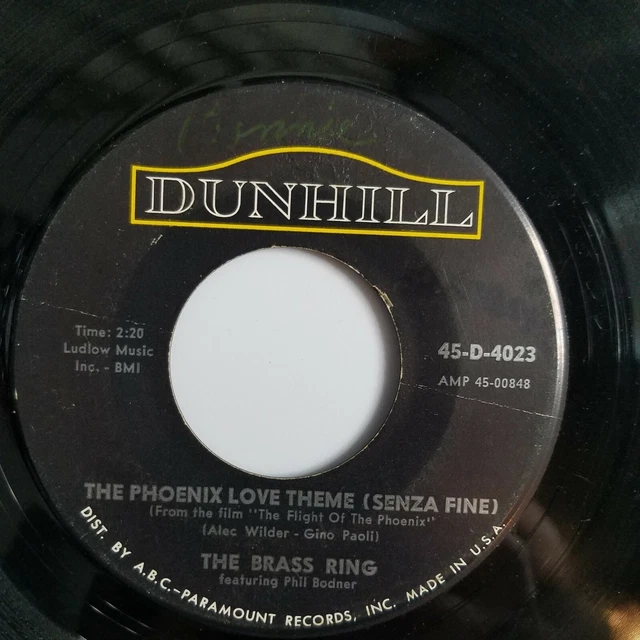 DUNHILL
Time: 2:20
Ludlow Music
Inc. - BMI
45-D-4023
AMP 45-00848
THE PHOENIX LOVE THEME (SENZA FINE)
(From the film "The Flight Of The Phoenix"
(Alec Wilder - Gino Paoli)
THE BRASS RING
featuring Phil Bodner
DIST. BY A.B.C.-PARAMOUNT RECORDS, INC. MADE IN U.S.A.